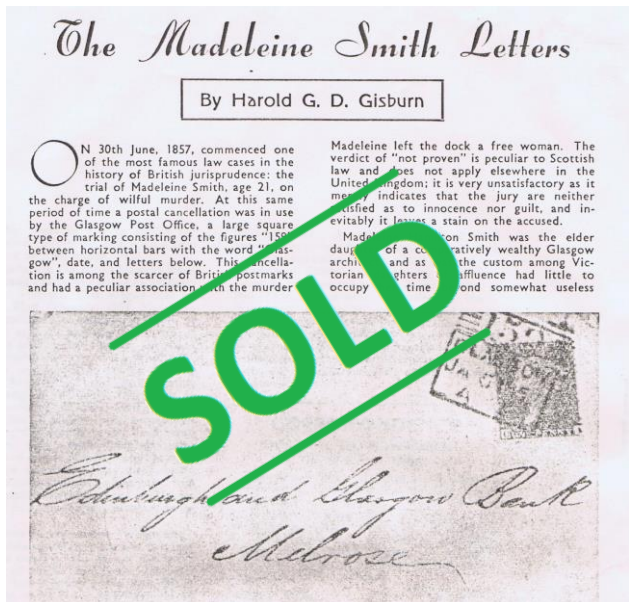 The Madeleine Smith Letters
By Harold G. D. Gisburn
ON 30th June, 1857, commenced one
of the most famous law cases in the
history of British jurisprudence: the
trial of Madeleine Smith, age 21, on
the charge of wilful murder. At this same
period of time a postal cancellation was in use
by the Glasgow Post Office, a large square
type of marking consisting of the figures "159"
between horizontal bars with the word "Glas-
gow", date, and letters below. This cancella-
tion is among the scarcer of British postmarks
and had a peculiar association with the murder
Madeleine left the dock a free woman. The
verdict of "not proven" is peculiar to Scottish
law and does not apply elsewhere in the
United Kingdom; it is very unsatisfactory as it
merely indicates that the jury are neither
satisfied as to innocence nor guilt, and in-
evitably it leaves a stain on the accused.
Smith was the elder
of a comparatively wealthy Glasgow
and as the custom among Vic-
torian affluence had little to
occupy time beyond somewhat useless
SOLD
Edinburgh and Glasgow Bank
Melrose